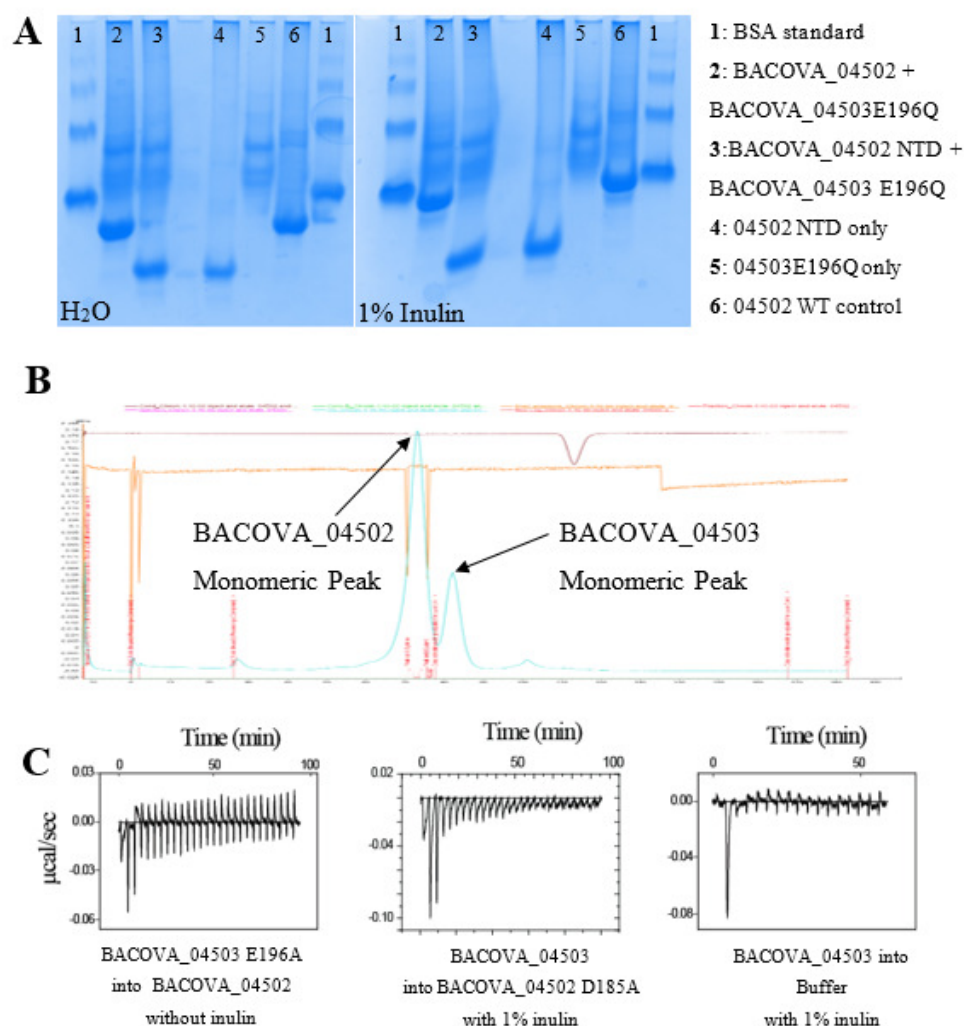 A
1 2 3 4 5 6 1
1 2 3 4 5 6 1
H2O
1% Inulin
1: BSA standard
2: BACOVA_04502 +
BACOVA_04503E196Q
3:BACOVA_04502 NTD +
BACOVA_04503 E196Q
4: 04502 NTD only
5: 04503E196Q only
6: 04502 WT control
B
BACOVA_04502
Monomeric Peak
BACOVA_04503
Monomeric Peak
C
Time (min)
0 50 100
0.03
0.00
-0.03
-0.06
µcal/sec
BACOVA_04503 E196A
into BACOVA_04502
without inulin
Time (min)
0 50 100
0.02
-0.04
-0.10
BACOVA_04503
into BACOVA_04502 D185A
with 1% inulin
Time (min)
0 50
0.00
-0.04
-0.08
BACOVA_04503 into
Buffer
with 1% inulin